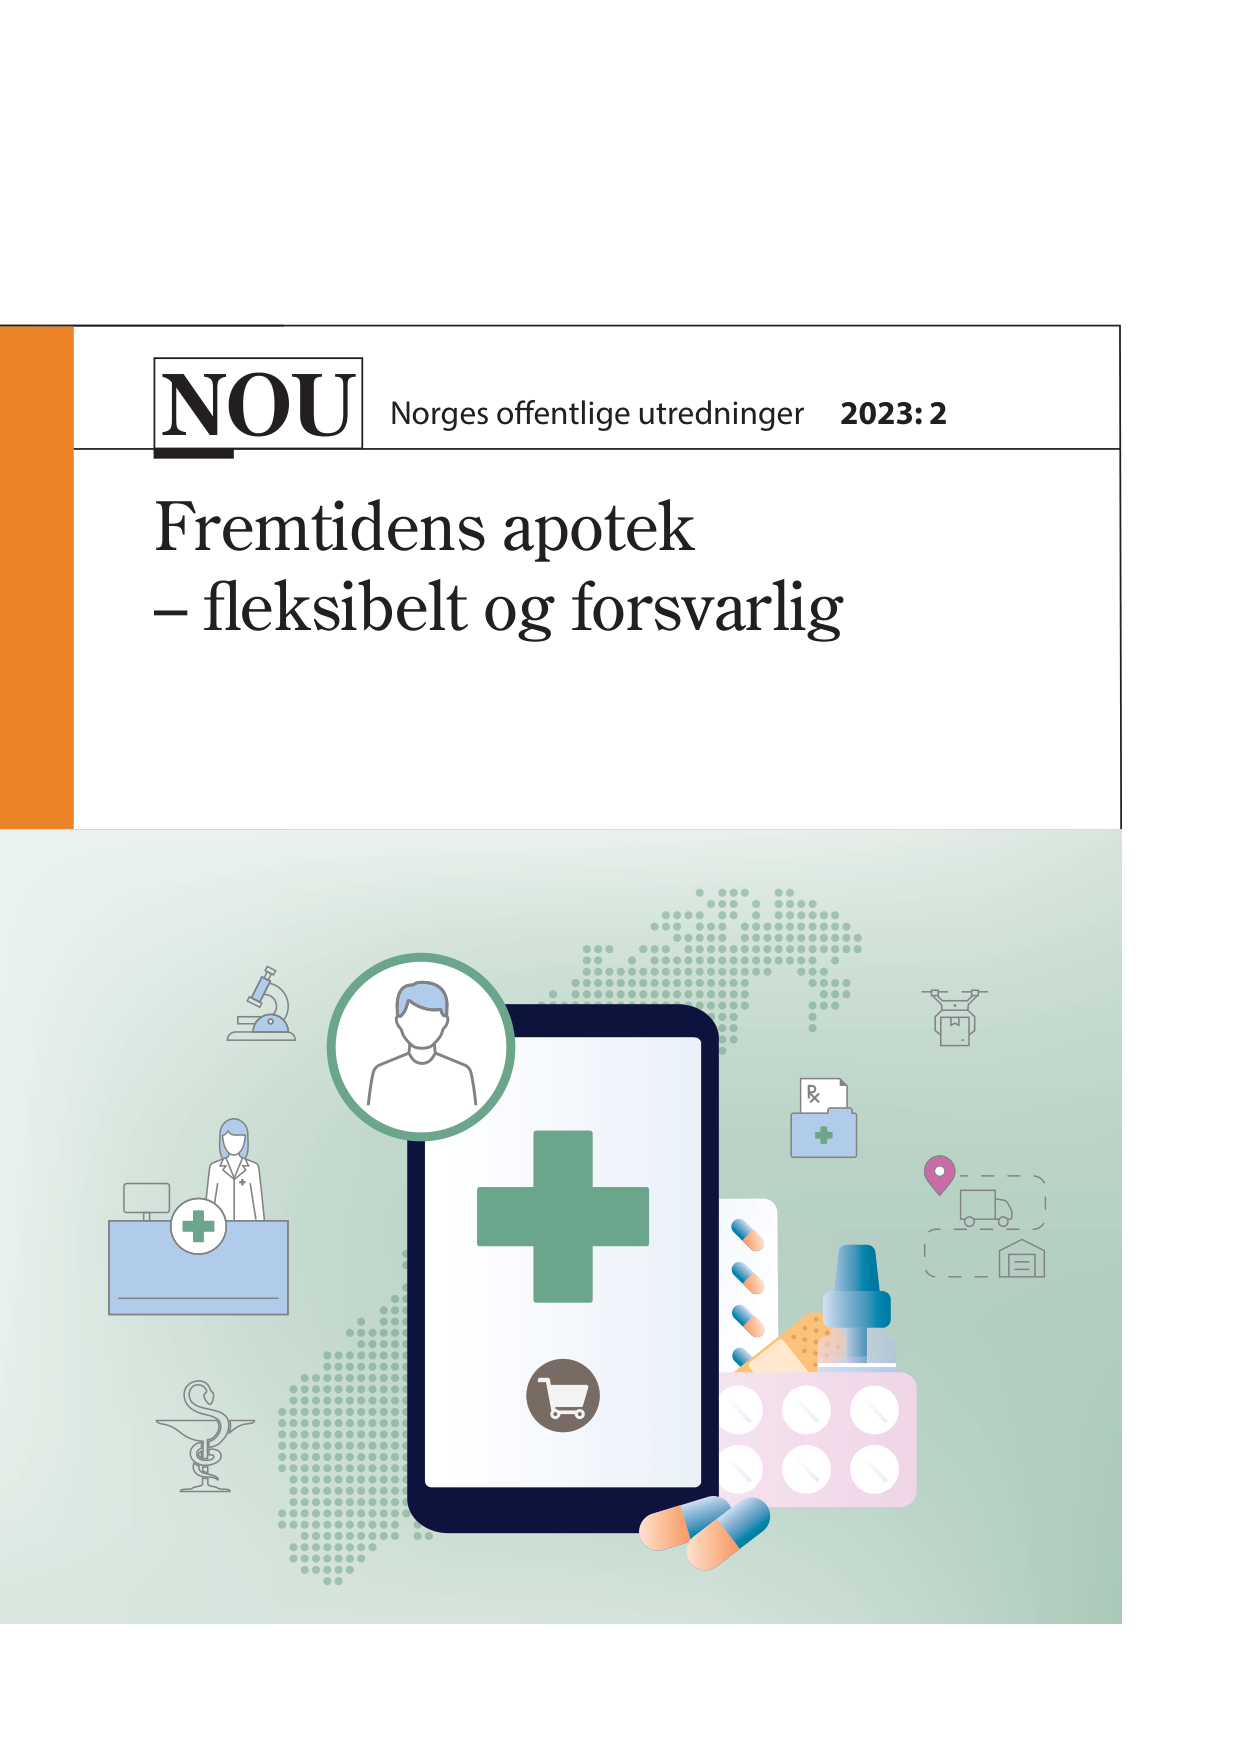 NOU
Norges offentlige utredninger 2023: 2
Fremtidens apotek
– fleksibelt og forsvarlig
℞